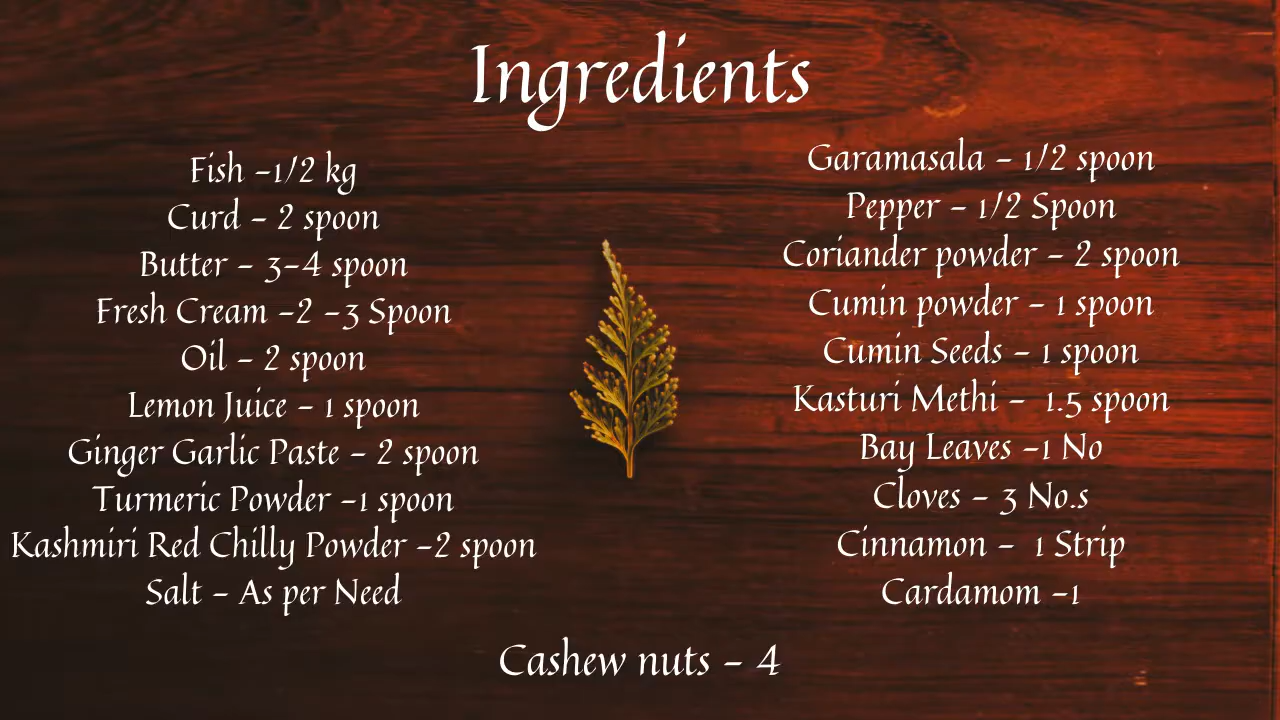 Ingredients
Fish -1/2 kg
Curd - 2 spoon
Butter - 3-4 spoon
Fresh Cream -2 -3 Spoon
Oil - 2 spoon
Lemon Juice - 1 spoon
Ginger Garlic Paste - 2 spoon
Turmeric Powder -1 spoon
Kashmiri Red Chilly Powder -2 spoon
Salt - As per Need
Garamasala - 1/2 spoon
Pepper - 1/2 Spoon
Coriander powder - 2 spoon
Cumin powder - 1 spoon
Cumin Seeds - 1 spoon
Kasturi Methi - 1.5 spoon
Bay Leaves -1 No
Cloves - 3 No.s
Cinnamon - 1 Strip
Cardamom -1
Cashew nuts - 4